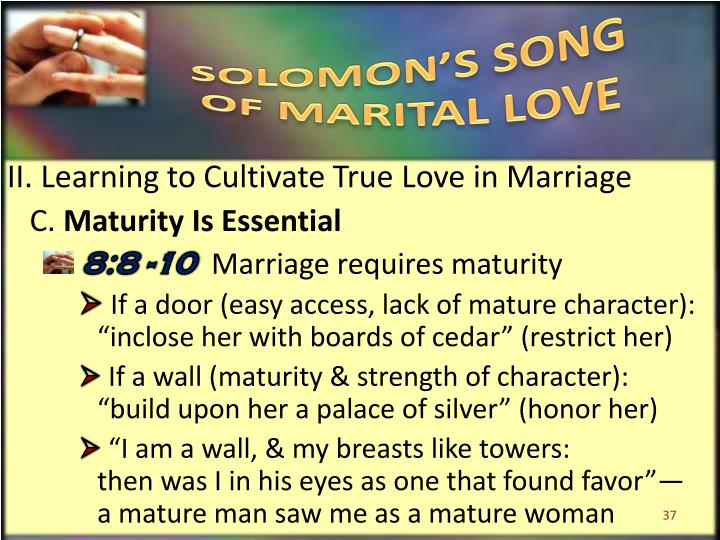 SOLOMON’S SONG
OF MARITAL LOVE
II. Learning to Cultivate True Love in Marriage
C. Maturity Is Essential
8:8-10 Marriage requires maturity
If a door (easy access, lack of mature character):
“inclose her with boards of cedar” (restrict her)
If a wall (maturity & strength of character):
“build upon her a palace of silver” (honor her)
“I am a wall, & my breasts like towers:
then was I in his eyes as one that found favor”—
a mature man saw me as a mature woman
37